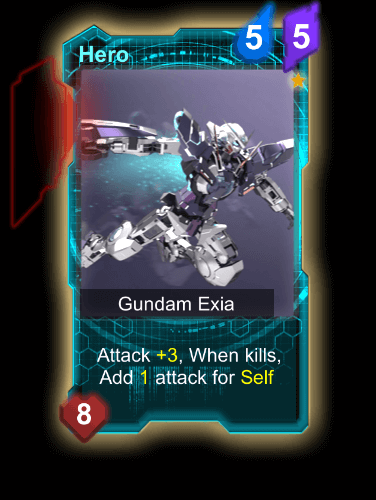 Hero
5
5
Gundam Exia
Attack +3, When kills,
Add 1 attack for Self
8